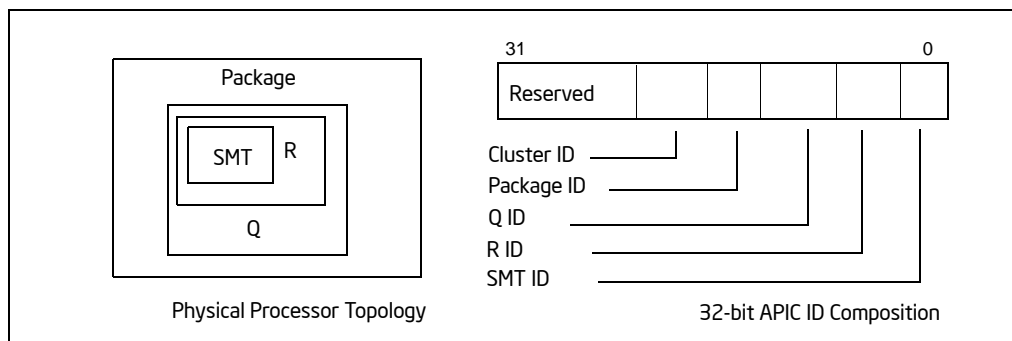 Package
SMT
R
Q
Physical Processor Topology
31
0
Reserved
Cluster ID
Package ID
Q ID
R ID
SMT ID
32-bit APIC ID Composition